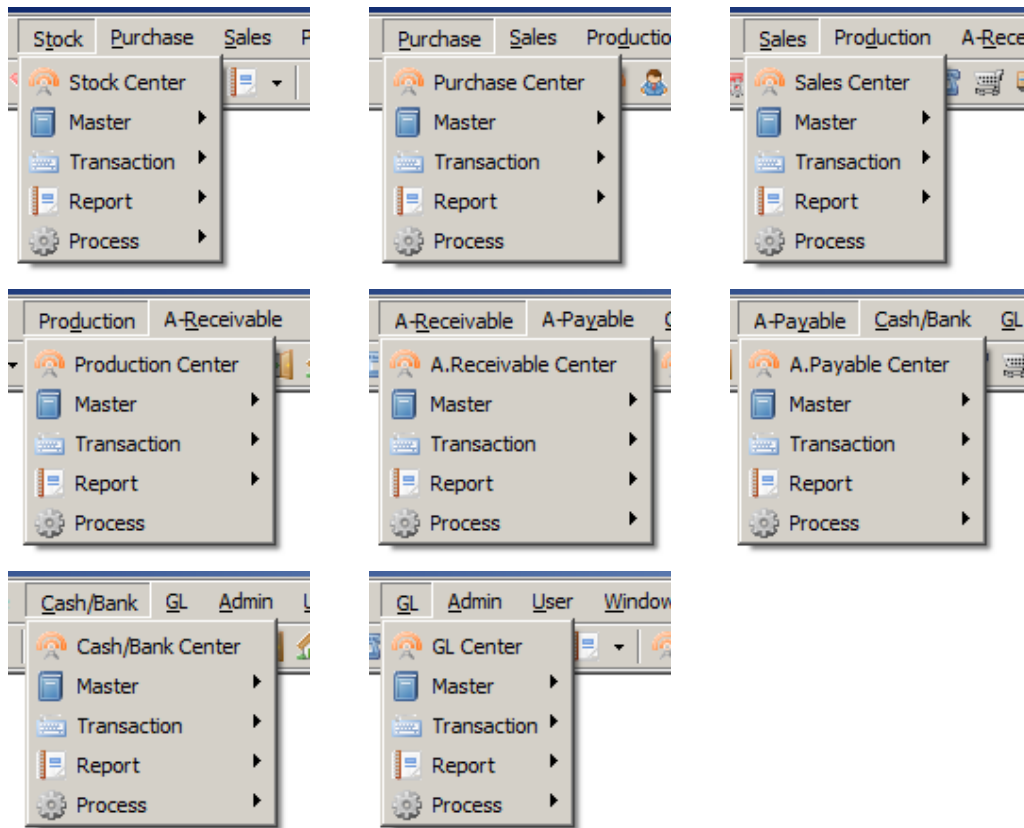 Stock Purchase Sales
Stock Center
Master
Transaction
Report
Process
Purchase Sales Productio
Purchase Center
Master
Transaction
Report
Process
Sales Production A-Rece
Sales Center
Master
Transaction
Report
Process
Production A-Receivable
Production Center
Master
Transaction
Report
Process
A-Receivable A-Payable
A.Receivable Center
Master
Transaction
Report
Process
A-Payable Cash/Bank GL
A.Payable Center
Master
Transaction
Report
Process
Cash/Bank GL Admin
Cash/Bank Center
Master
Transaction
Report
Process
GL Admin User Window
GL Center
Master
Transaction
Report
Process